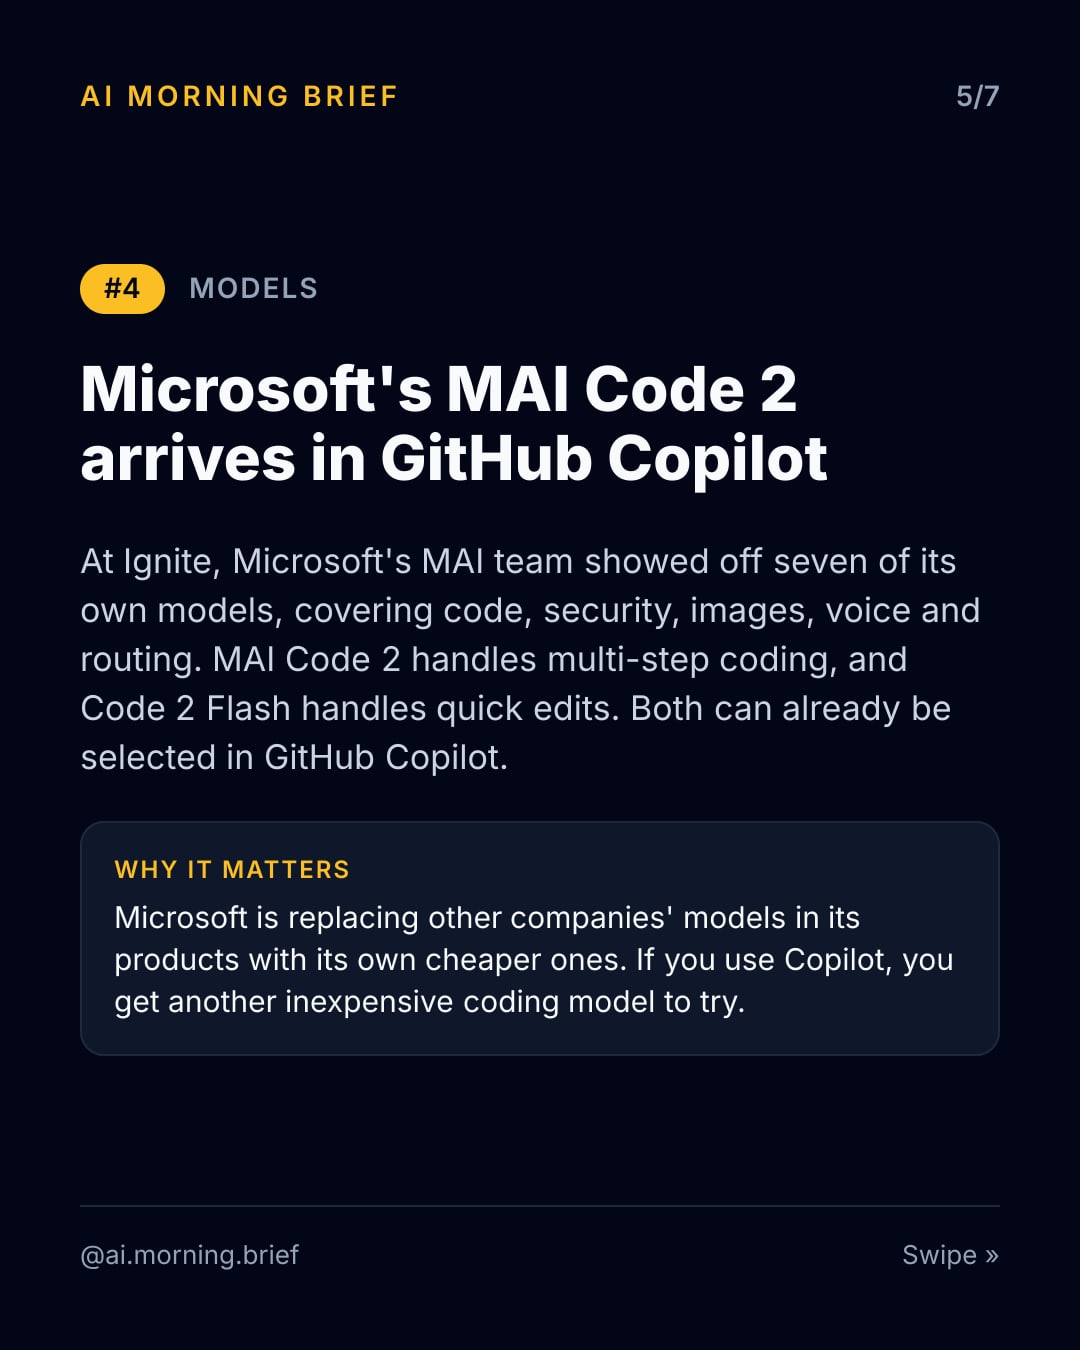 AI MORNING BRIEF
5/7
#4
MODELS
Microsoft's MAI Code 2
arrives in GitHub Copilot
At Ignite, Microsoft's MAI team showed off seven of its
own models, covering code, security, images, voice and
routing. MAI Code 2 handles multi-step coding, and
Code 2 Flash handles quick edits. Both can already be
selected in GitHub Copilot.
WHY IT MATTERS
Microsoft is replacing other companies' models in its
products with its own cheaper ones. If you use Copilot, you
get another inexpensive coding model to try.
@ai.morning.brief
Swipe »